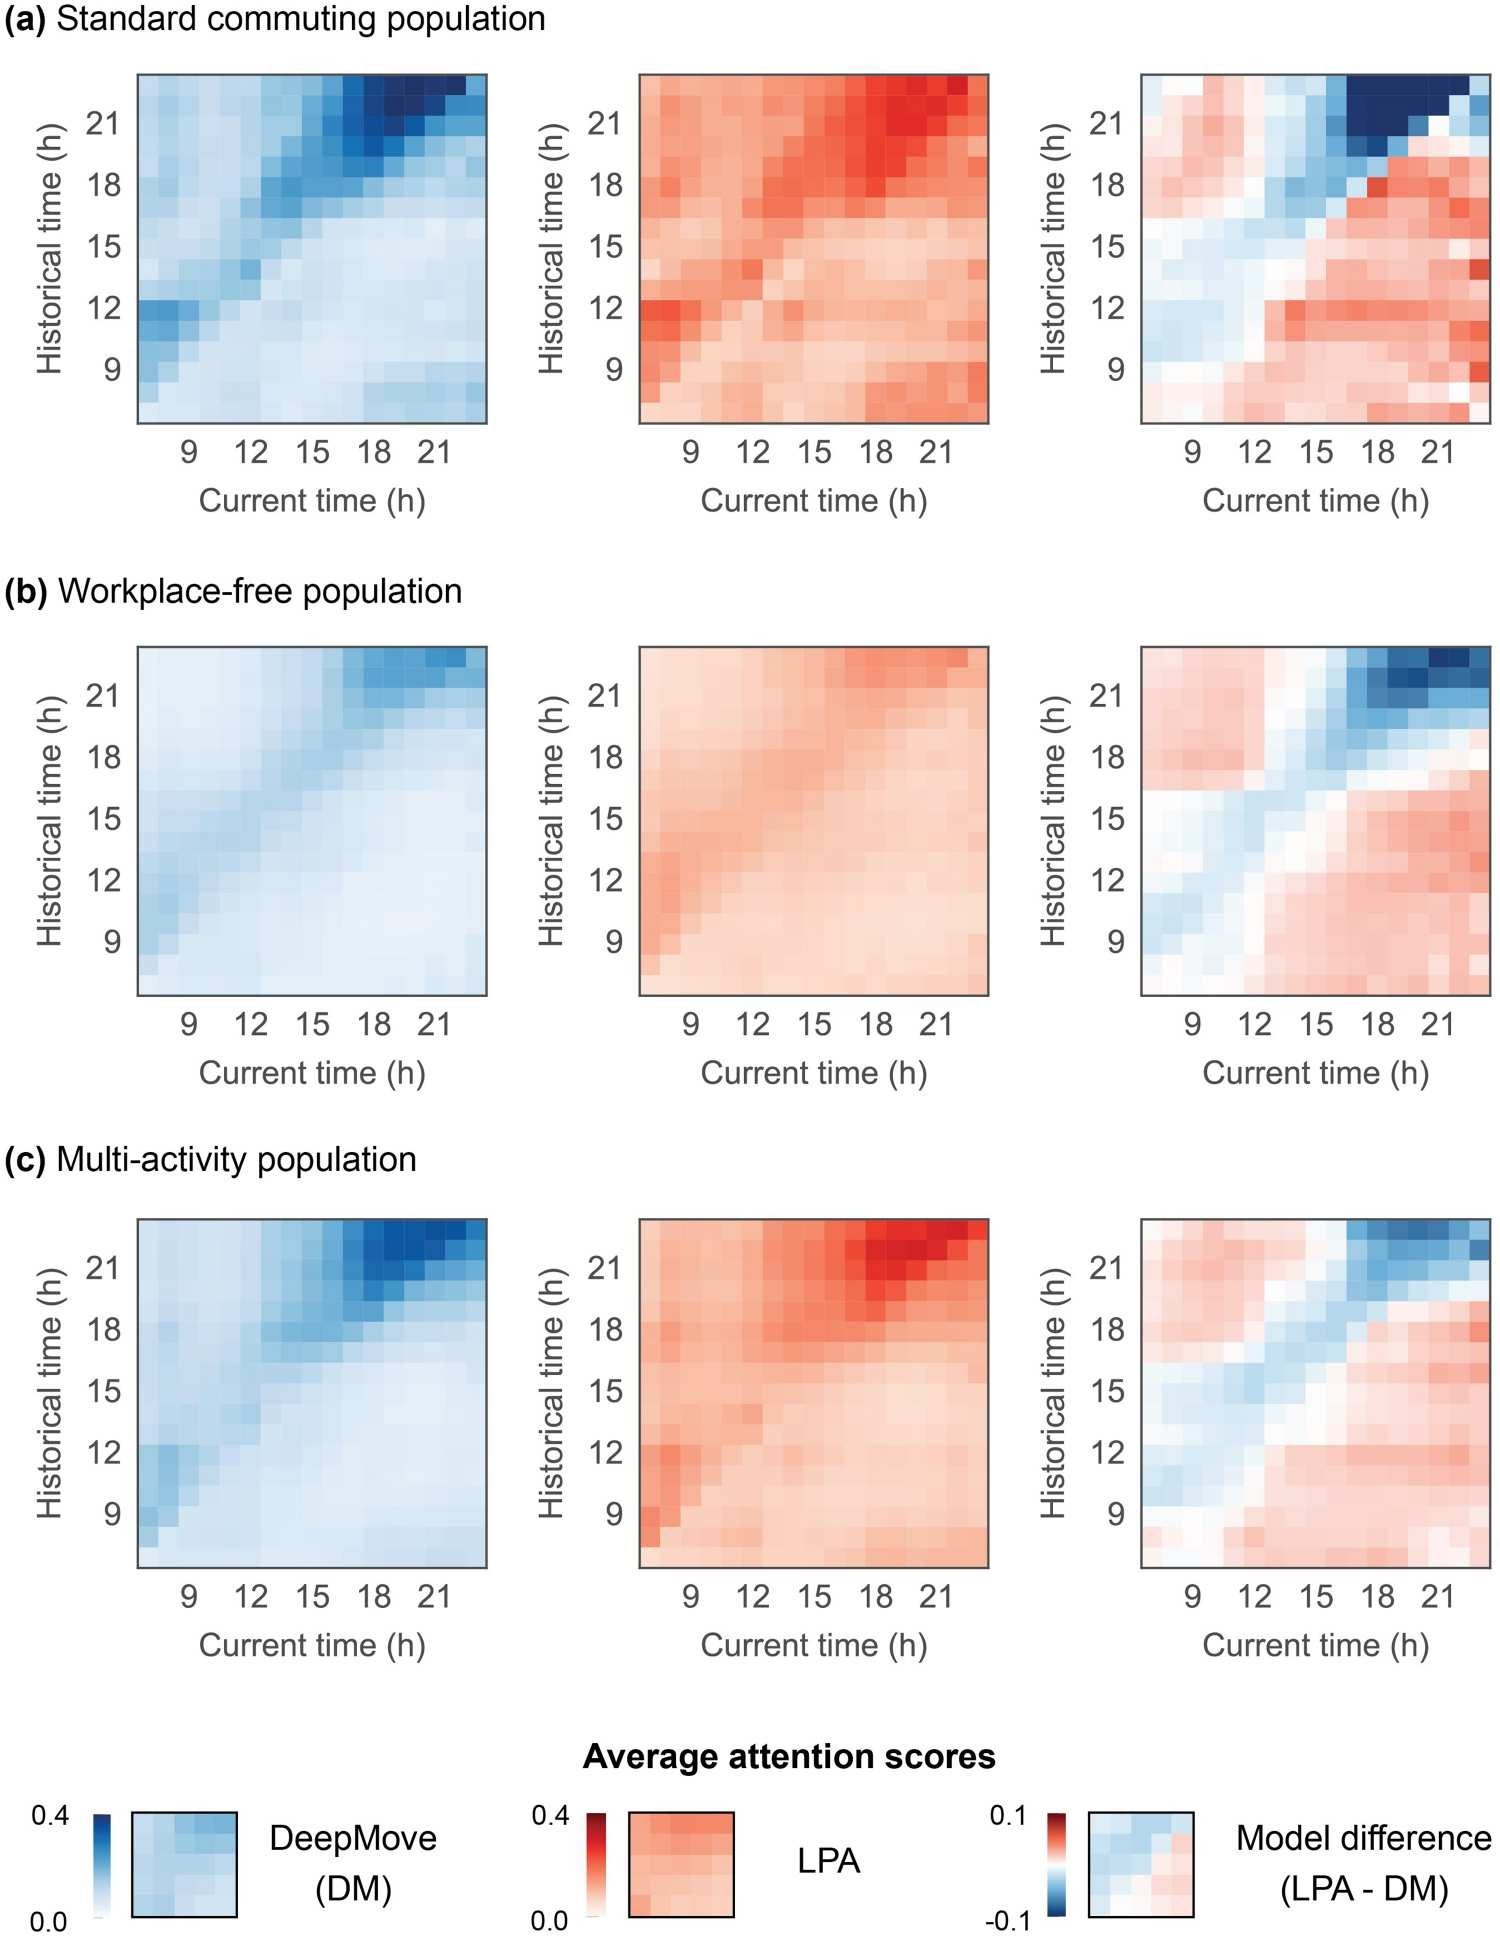 (a) Standard commuting population
Historical time (h)
21
18
15
12
9
9 12 15 18 21
Current time (h)
Historical time (h)
21
18
15
12
9
9 12 15 18 21
Current time (h)
Historical time (h)
21
18
15
12
9
9 12 15 18 21
Current time (h)
(b) Workplace-free population
Historical time (h)
21
18
15
12
9
9 12 15 18 21
Current time (h)
Historical time (h)
21
18
15
12
9
9 12 15 18 21
Current time (h)
Historical time (h)
21
18
15
12
9
9 12 15 18 21
Current time (h)
(c) Multi-activity population
Historical time (h)
21
18
15
12
9
9 12 15 18 21
Current time (h)
Historical time (h)
21
18
15
12
9
9 12 15 18 21
Current time (h)
Historical time (h)
21
18
15
12
9
9 12 15 18 21
Current time (h)
Average attention scores
0.4
0.0
DeepMove
(DM)
0.4
0.0
LPA
0.1
-0.1
Model difference
(LPA - DM)